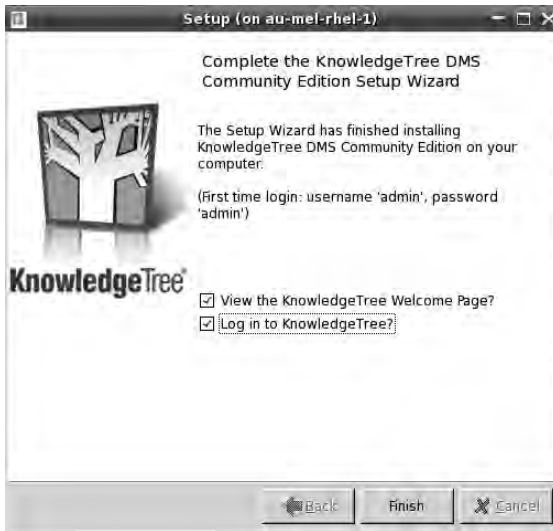 Setup (on au-mel-rhel-1)
Complete the KnowledgeTree DMS
Community Edition Setup Wizard
The Setup Wizard has finished installing
KnowledgeTree DMS Community Edition on your
computer.
(First time login: username 'admin', password
'admin')
KnowledgeTree
View the KnowledgeTree Welcome Page?
Log in to KnowledgeTree?
Back
Finish
Cancel